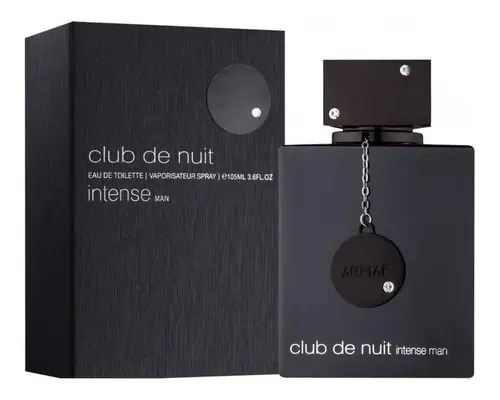 club de nuit
EAU DE TOILETTE | VAPORISATEUR SPRAY | ℮105ML 3.6FL.OZ
intense MAN
ARMAF
club de nuit intense man